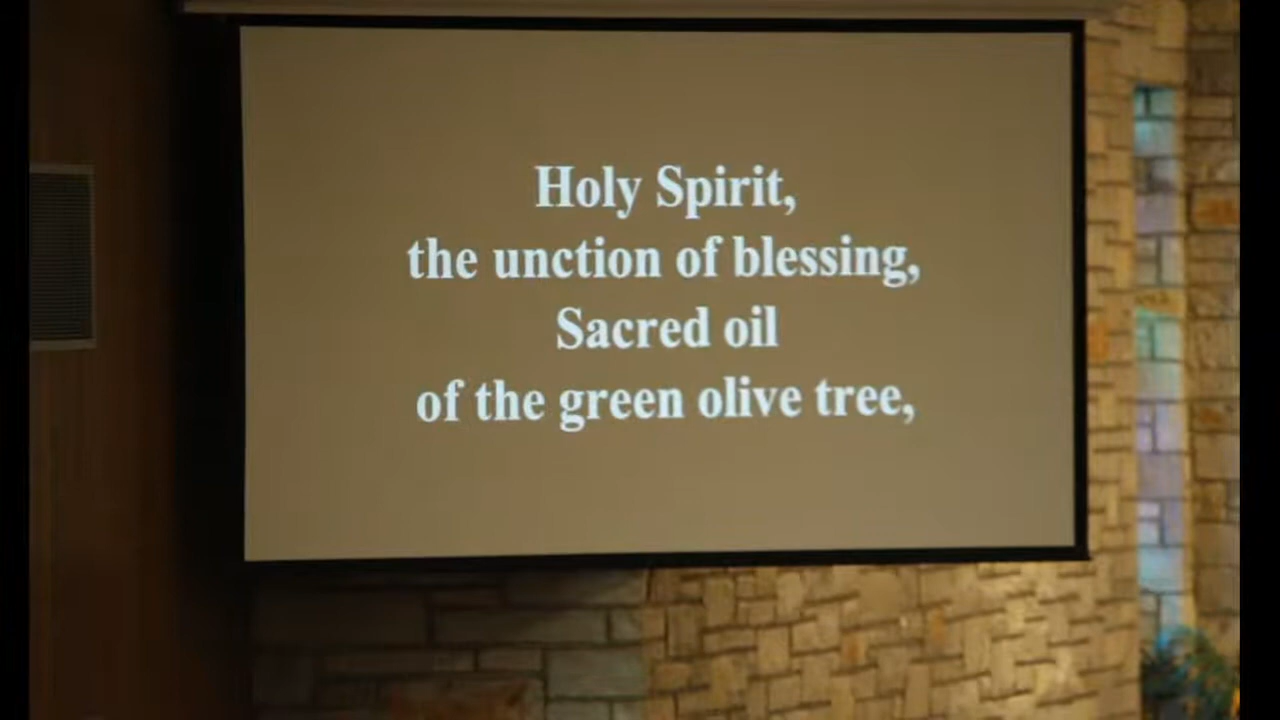 Holy Spirit,
the unction of blessing,
Sacred oil
of the green olive tree,